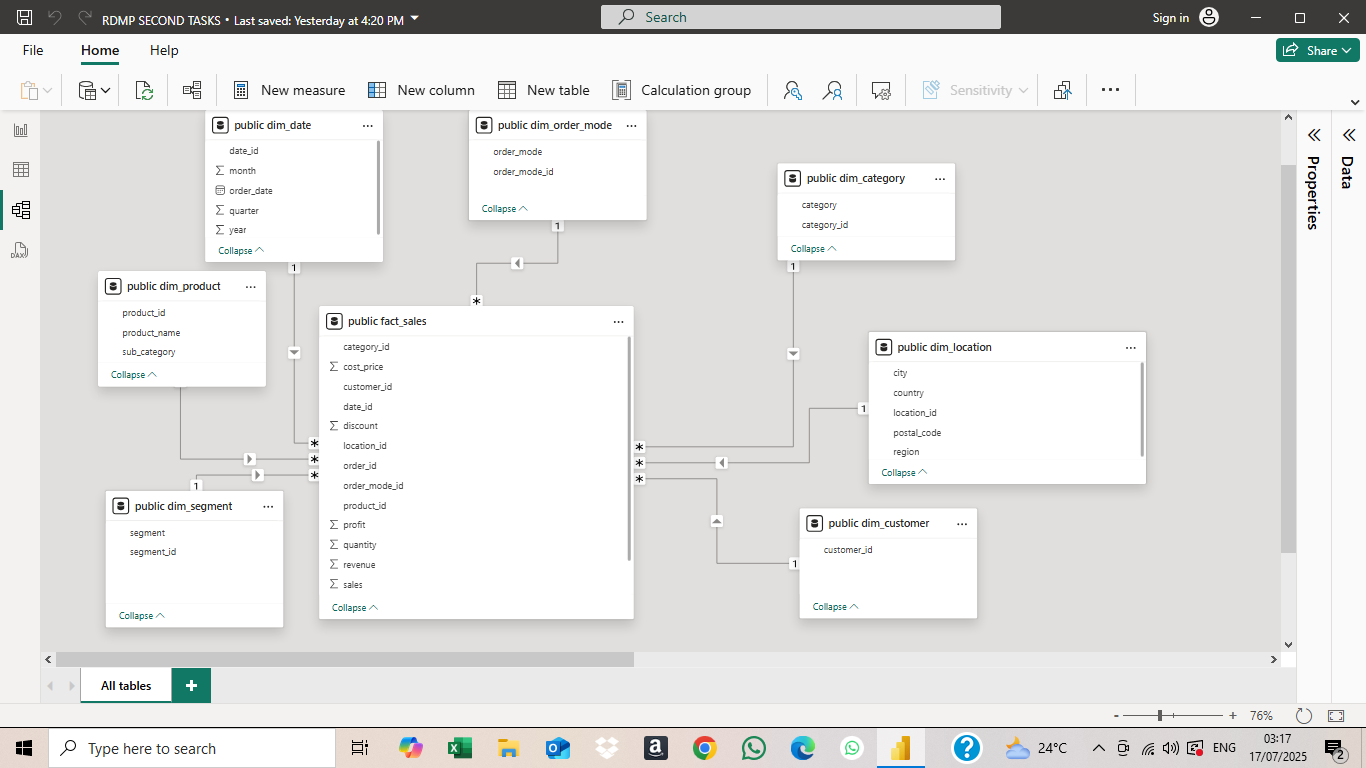 RDMP SECOND TASKS • Last saved: Yesterday at 4:20 PM
Search
Sign in
File
Home
Help
Share
New measure
New column
New table
Calculation group
Sensitivity
public dim_date
date_id
month
order_date
quarter
year
Collapse
public dim_order_mode
order_mode
order_mode_id
Collapse
public dim_category
category
category_id
Collapse
public dim_product
product_id
product_name
sub_category
Collapse
public fact_sales
category_id
cost_price
customer_id
date_id
discount
location_id
order_id
order_mode_id
product_id
profit
quantity
revenue
sales
Collapse
public dim_location
city
country
location_id
postal_code
region
Collapse
public dim_segment
segment
segment_id
Collapse
public dim_customer
customer_id
Collapse
1
*
1
*
1
*
*
1
*
1
*
1
*
Properties
Data
DAX
All tables
+
- + 76%
Type here to search
24°C
ENG
03:17
17/07/2025
2